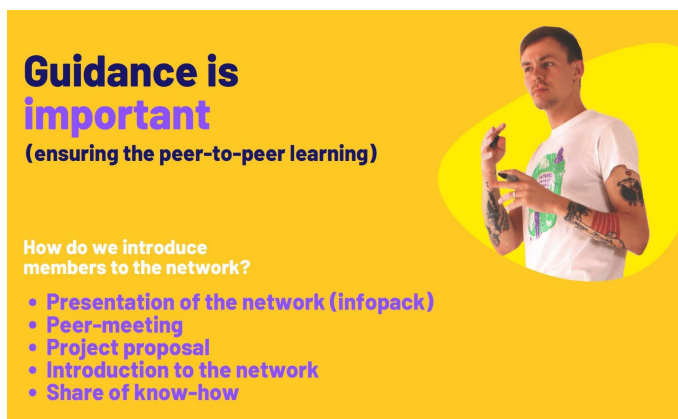 Guidance is
important
(ensuring the peer-to-peer learning)
How do we introduce
members to the network?
• Presentation of the network (infopack)
• Peer-meeting
• Project proposal
• Introduction to the network
• Share of know-how